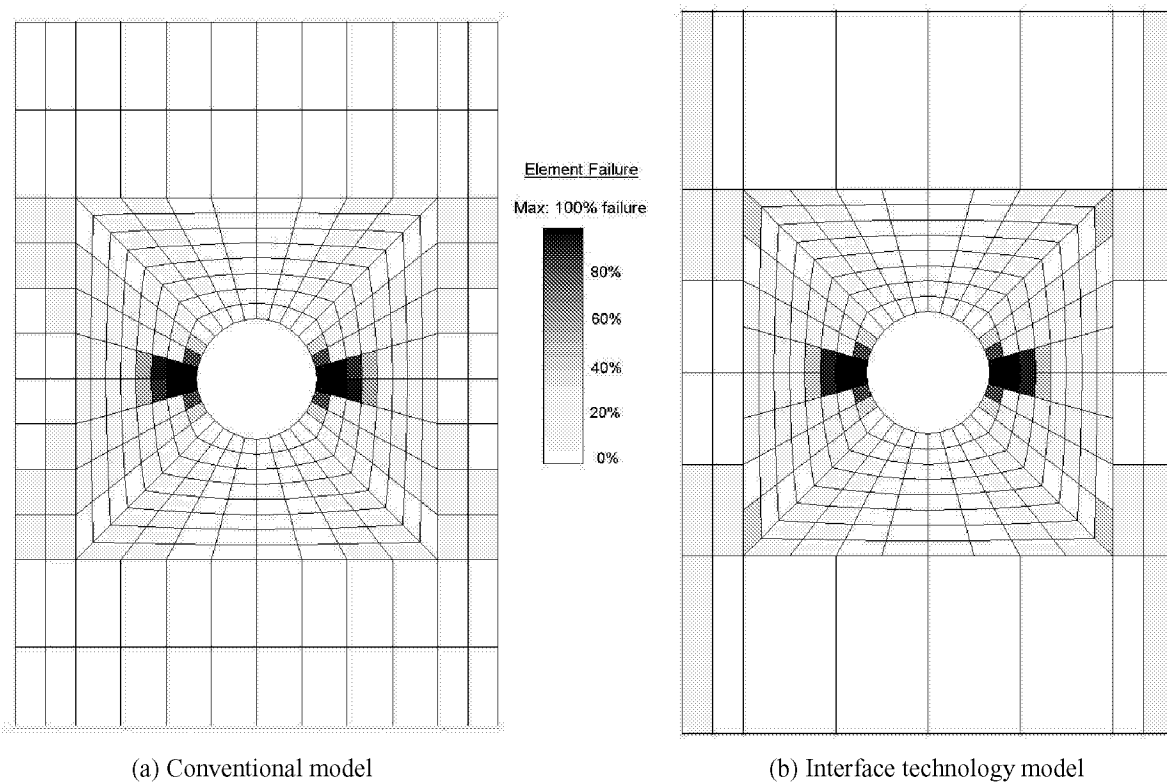 Element Failure
Max: 100% failure
80%
60%
40%
20%
0%
(a) Conventional model
(b) Interface technology model